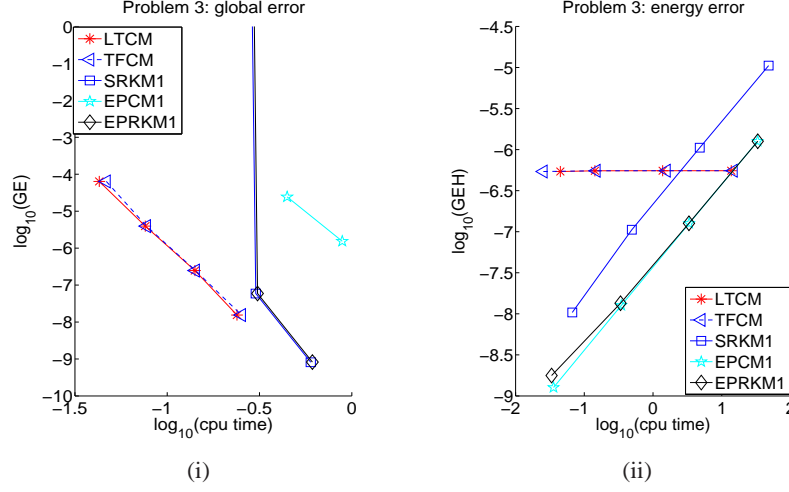 Problem 3: global error
0
−1
−2
−3
−4
−5
−6
−7
−8
−9
−10
log10(GE)
LTCM
TFCM
SRKM1
EPCM1
EPRKM1
−1.5
−1
−0.5
0
log10(cpu time)
(i)
Problem 3: energy error
−4.5
−5
−5.5
−6
−6.5
−7
−7.5
−8
−8.5
−9
log10(GEH)
LTCM
TFCM
SRKM1
EPCM1
EPRKM1
−2
−1
0
1
2
log10(cpu time)
(ii)